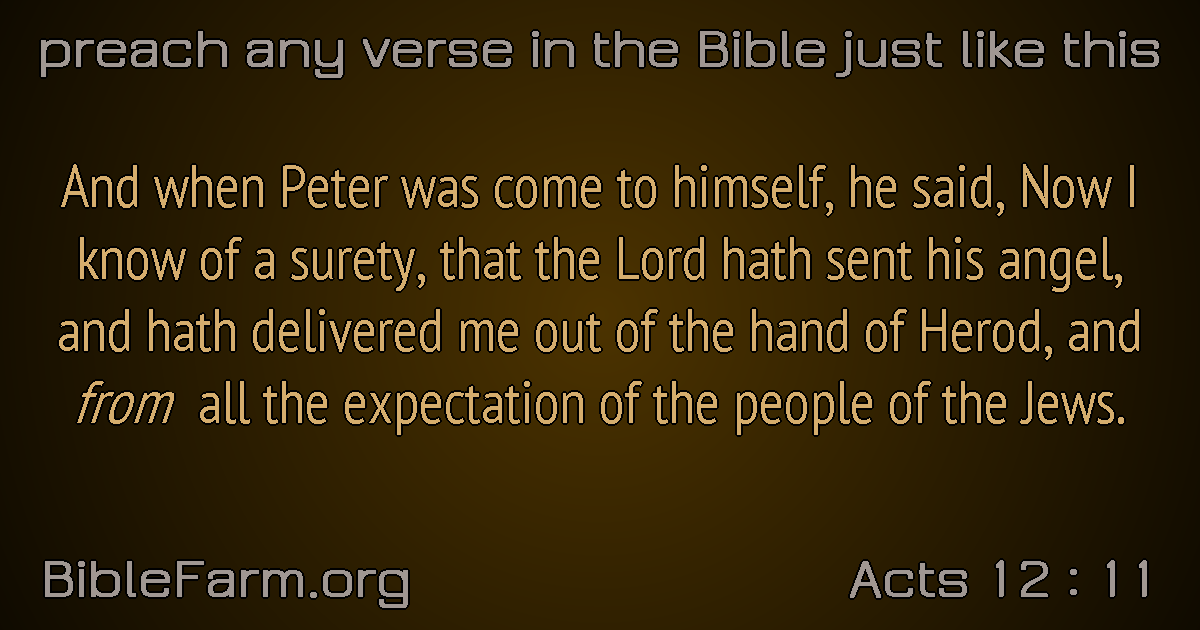 preach any verse in the Bible just like this
And when Peter was come to himself, he said, Now I
know of a surety, that the Lord hath sent his angel,
and hath delivered me out of the hand of Herod, and
from all the expectation of the people of the Jews.
BibleFarm.org
Acts 12 : 11